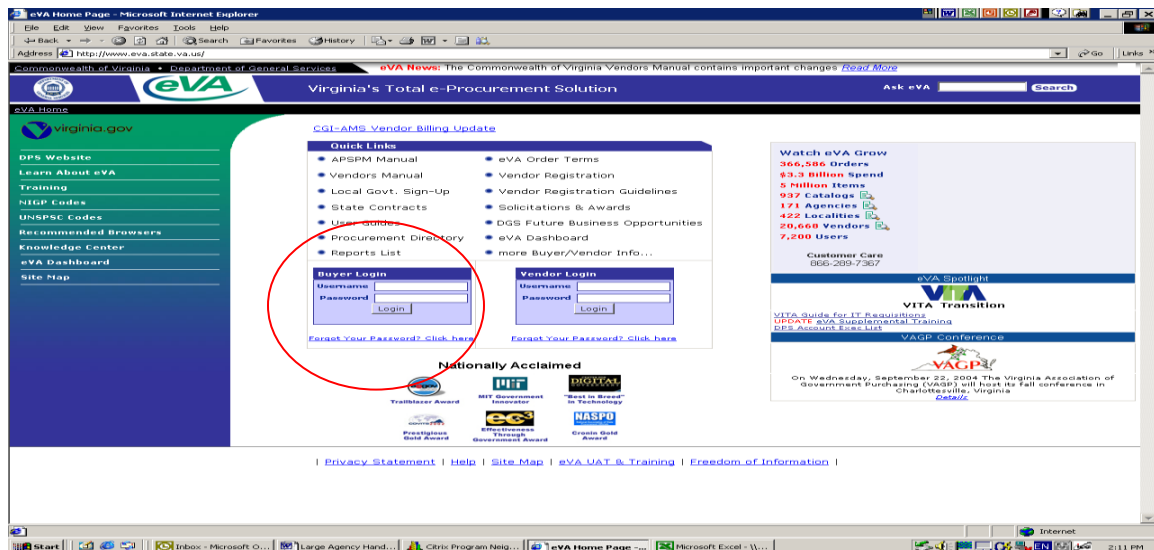 eVA Home Page - Microsoft Internet Explorer
File Edit View Favorites Tools Help
Back Search Favorites History
Address http://www.eva.state.va.us/ Go Links
Commonwealth of Virginia • Department of General Services eVA News: The Commonwealth of Virginia Vendors Manual contains important changes Read More
eVA Virginia's Total e-Procurement Solution Ask eVA Search
eVA Home
virginia.gov
DPS Website
Learn About eVA
Training
NIGP Codes
UNSPSC Codes
Recommended Browsers
Knowledge Center
eVA Dashboard
Site Map
CGI-AMS Vendor Billing Update
Quick Links
APSPM Manual
Vendors Manual
Local Govt. Sign-Up
State Contracts
User Guides
Procurement Directory
Reports List
eVA Order Terms
Vendor Registration
Vendor Registration Guidelines
Solicitations & Awards
DGS Future Business Opportunities
eVA Dashboard
more Buyer/Vendor Info...
Buyer Login
Username
Password
Login
Forgot Your Password? Click here
Vendor Login
Username
Password
Login
Forgot Your Password? Click here
Nationally Acclaimed
Trailblazer Award
MIT Government
Innovator
DIGITAL
"Best in Breed"
in Technology
Prestigious
Gold Award
ec3
Effectiveness
Through
Government Award
NASPO
Cronin Gold
Award
Watch eVA Grow
366,586 Orders
$3.3 Billion Spend
5 Million Items
937 Catalogs
171 Agencies
422 Localities
20,668 Vendors
7,200 Users
Customer Care
866-289-7367
eVA Spotlight
VITA
VITA Transition
VITA Guide for IT Requisitions
UPDATE eVA Supplemental Training
DPS Account Exec List
VAGP Conference
VAGP
On Wednesday, September 22, 2004 The Virginia Association of
Government Purchasing (VAGP) will host its fall conference in
Charlottesville, Virginia
Details
| Privacy Statement | Help | Site Map | eVA UAT & Training | Freedom of Information |
Internet
Start Inbox - Microsoft O... Large Agency Hand... Citrix Program Neig... eVA Home Page -... Microsoft Excel - \\... EN 2:11 PM